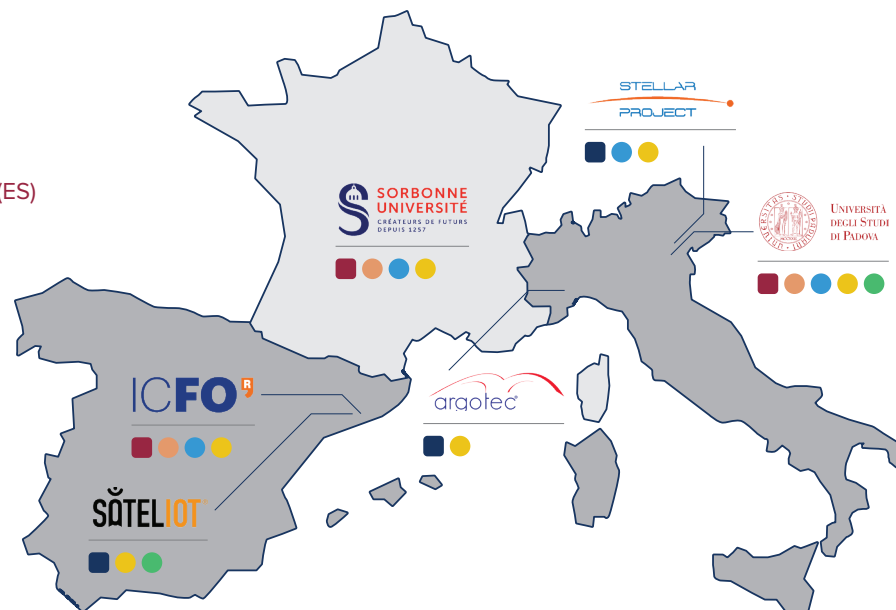 (ES)
STELLAR
PROJECT
SORBONNE
UNIVERSITÉ
CRÉATEURS DE FUTURS
DEPUIS 1257
UNIVERSITÀ
DEGLI STUDI
DI PADOVA
ICFO
R
argotec
SATELIOT